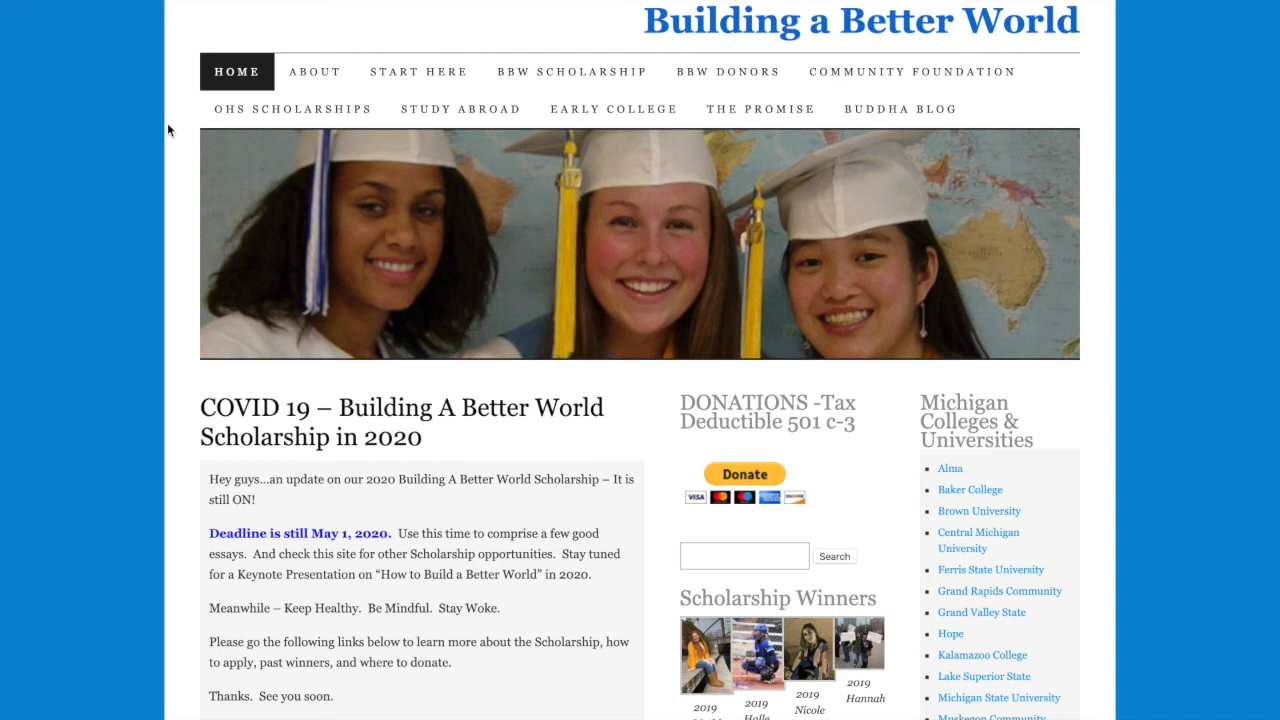 Building a Better World
HOME ABOUT START HERE BBW SCHOLARSHIP BBW DONORS COMMUNITY FOUNDATION
OHS SCHOLARSHIPS STUDY ABROAD EARLY COLLEGE THE PROMISE BUDDHA BLOG
COVID 19 – Building A Better World
Scholarship in 2020
Hey guys…an update on our 2020 Building A Better World Scholarship – It is
still ON!
Deadline is still May 1, 2020. Use this time to comprise a few good
essays. And check this site for other Scholarship opportunities. Stay tuned
for a Keynote Presentation on “How to Build a Better World” in 2020.
Meanwhile – Keep Healthy. Be Mindful. Stay Woke.
Please go the following links below to learn more about the Scholarship, how
to apply, past winners, and where to donate.
Thanks. See you soon.
DONATIONS -Tax
Deductible 501 c-3
Donate
VISA
Search
Scholarship Winners
2019
2019
Halle
2019
Nicole
2019
Hannah
Michigan
Colleges &
Universities
Alma
Baker College
Brown University
Central Michigan
University
Ferris State University
Grand Rapids Community
Grand Valley State
Hope
Kalamazoo College
Lake Superior State
Michigan State University
Muskegon Community